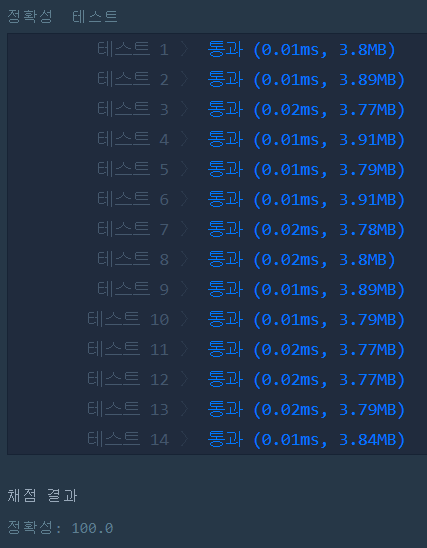 정확성 테스트
테스트 1 〉 통과 (0.01ms, 3.8MB)
테스트 2 〉 통과 (0.01ms, 3.89MB)
테스트 3 〉 통과 (0.02ms, 3.77MB)
테스트 4 〉 통과 (0.01ms, 3.91MB)
테스트 5 〉 통과 (0.01ms, 3.79MB)
테스트 6 〉 통과 (0.01ms, 3.91MB)
테스트 7 〉 통과 (0.02ms, 3.78MB)
테스트 8 〉 통과 (0.02ms, 3.8MB)
테스트 9 〉 통과 (0.01ms, 3.89MB)
테스트 10 〉 통과 (0.01ms, 3.79MB)
테스트 11 〉 통과 (0.02ms, 3.77MB)
테스트 12 〉 통과 (0.02ms, 3.77MB)
테스트 13 〉 통과 (0.02ms, 3.79MB)
테스트 14 〉 통과 (0.01ms, 3.84MB)
채점 결과
정확성: 100.0